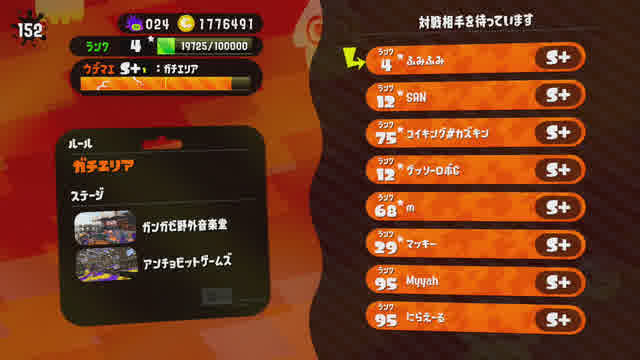 152
024
1776491
ランク 4★ 19725/100000
ウデマエ S+1 : ガチエリア
ルール
ガチエリア
ステージ
ガンガゼ野外音楽堂
アンチョビットゲームズ
対戦相手を待っています
ランク 4★ ふみふみ S+
ランク 12★ SAN S+
ランク 75★ コイキング#カズキン S+
ランク 12★ グッソーロボG S+
ランク 68★ m S+
ランク 29★ マッキー S+
ランク 95 Myyah S+
ランク 95 にらえーる S+